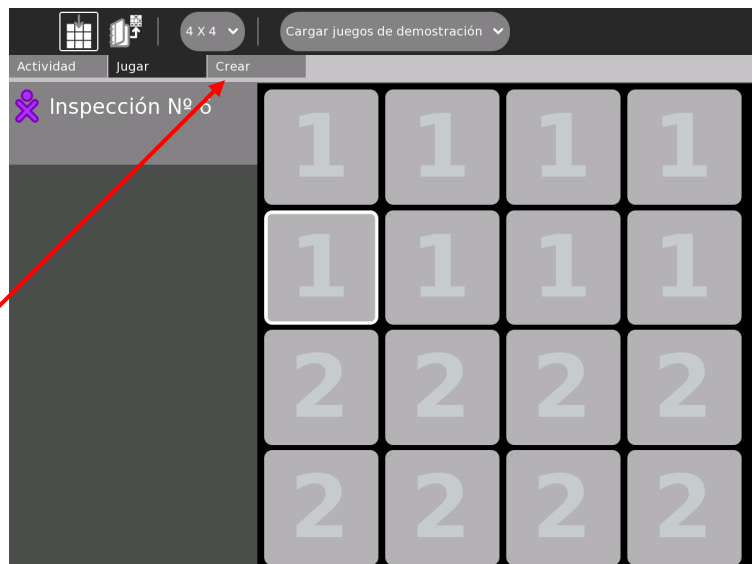 4 X 4 Cargar juegos de demostración
Actividad Jugar Crear
Inspección Nº 6
1 1 1 1
1 1 1 1
2 2 2 2
2 2 2 2